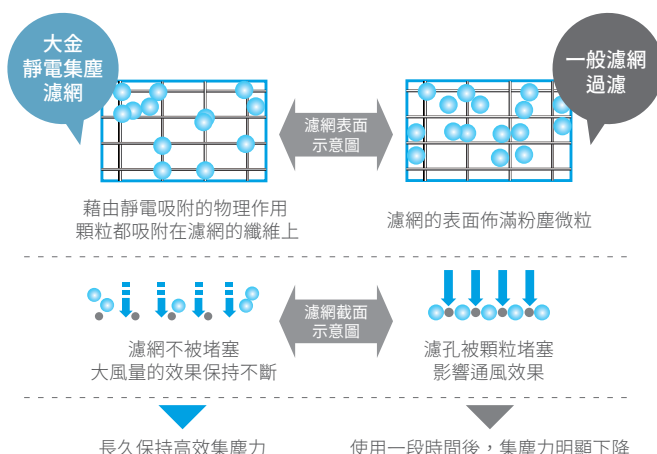 大金
靜電集塵
濾網
一般濾網
過濾
濾網表面
示意圖
藉由靜電吸附的物理作用
顆粒都吸附在濾網的纖維上
濾網的表面佈滿粉塵微粒
濾網截面
示意圖
濾網不被堵塞
大風量的效果保持不斷
濾孔被顆粒堵塞
影響通風效果
長久保持高效集塵力
使用一段時間後，集塵力明顯下降